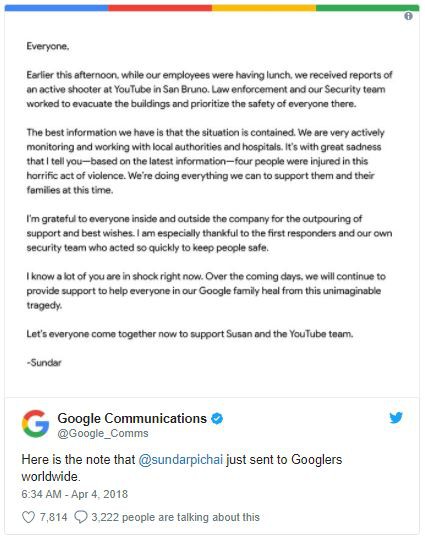 Everyone,
Earlier this afternoon, while our employees were having lunch, we received reports of
an active shooter at YouTube in San Bruno. Law enforcement and our Security team
worked to evacuate the buildings and prioritize the safety of everyone there.
The best information we have is that the situation is contained. We are very actively
monitoring and working with local authorities and hospitals. It's with great sadness
that I tell you—based on the latest information—four people were injured in this
horrific act of violence. We're doing everything we can to support them and their
families at this time.
I'm grateful to everyone inside and outside the company for the outpouring of
support and best wishes. I am especially thankful to the first responders and our own
security team who acted so quickly to keep people safe.
I know a lot of you are in shock right now. Over the coming days, we will continue to
provide support to help everyone in our Google family heal from this unimaginable
tragedy.
Let's everyone come together now to support Susan and the YouTube team.
-Sundar
Google Communications
@Google_Comms
Here is the note that @sundarpichai just sent to Googlers
worldwide.
6:34 AM - Apr 4, 2018
7,814 3,222 people are talking about this